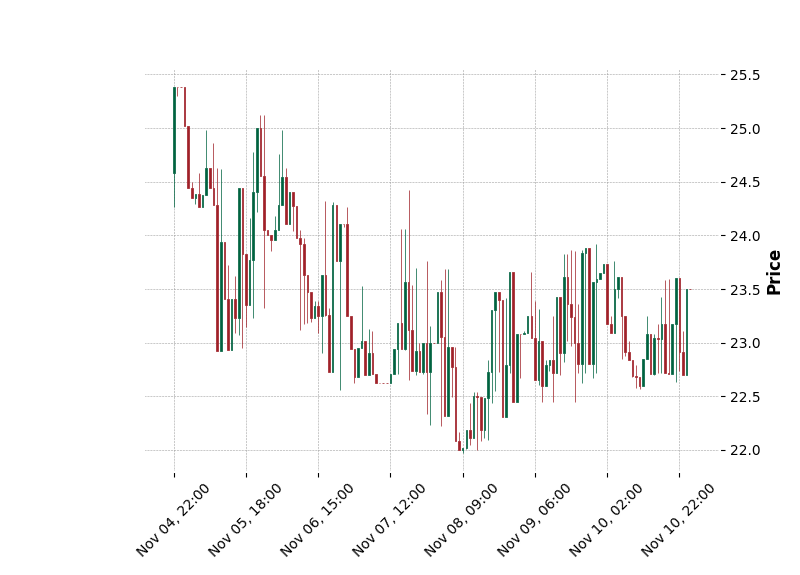 25.5
25.0
24.5
24.0
23.5
23.0
22.5
22.0
Price
Nov 04, 22:00
Nov 05, 18:00
Nov 06, 15:00
Nov 07, 12:00
Nov 08, 09:00
Nov 09, 06:00
Nov 10, 02:00
Nov 10, 22:00